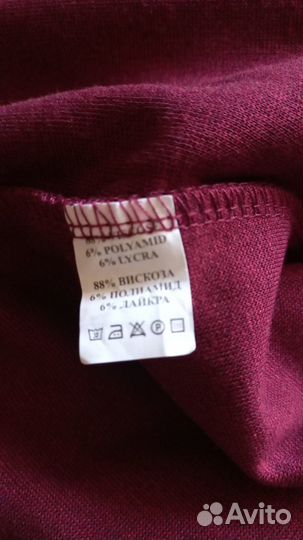 6% POLYAMID
6% LYCRA
88% ВИСКОЗА
6% ПОЛИАМИД
6% ЛАЙКРА
Avito